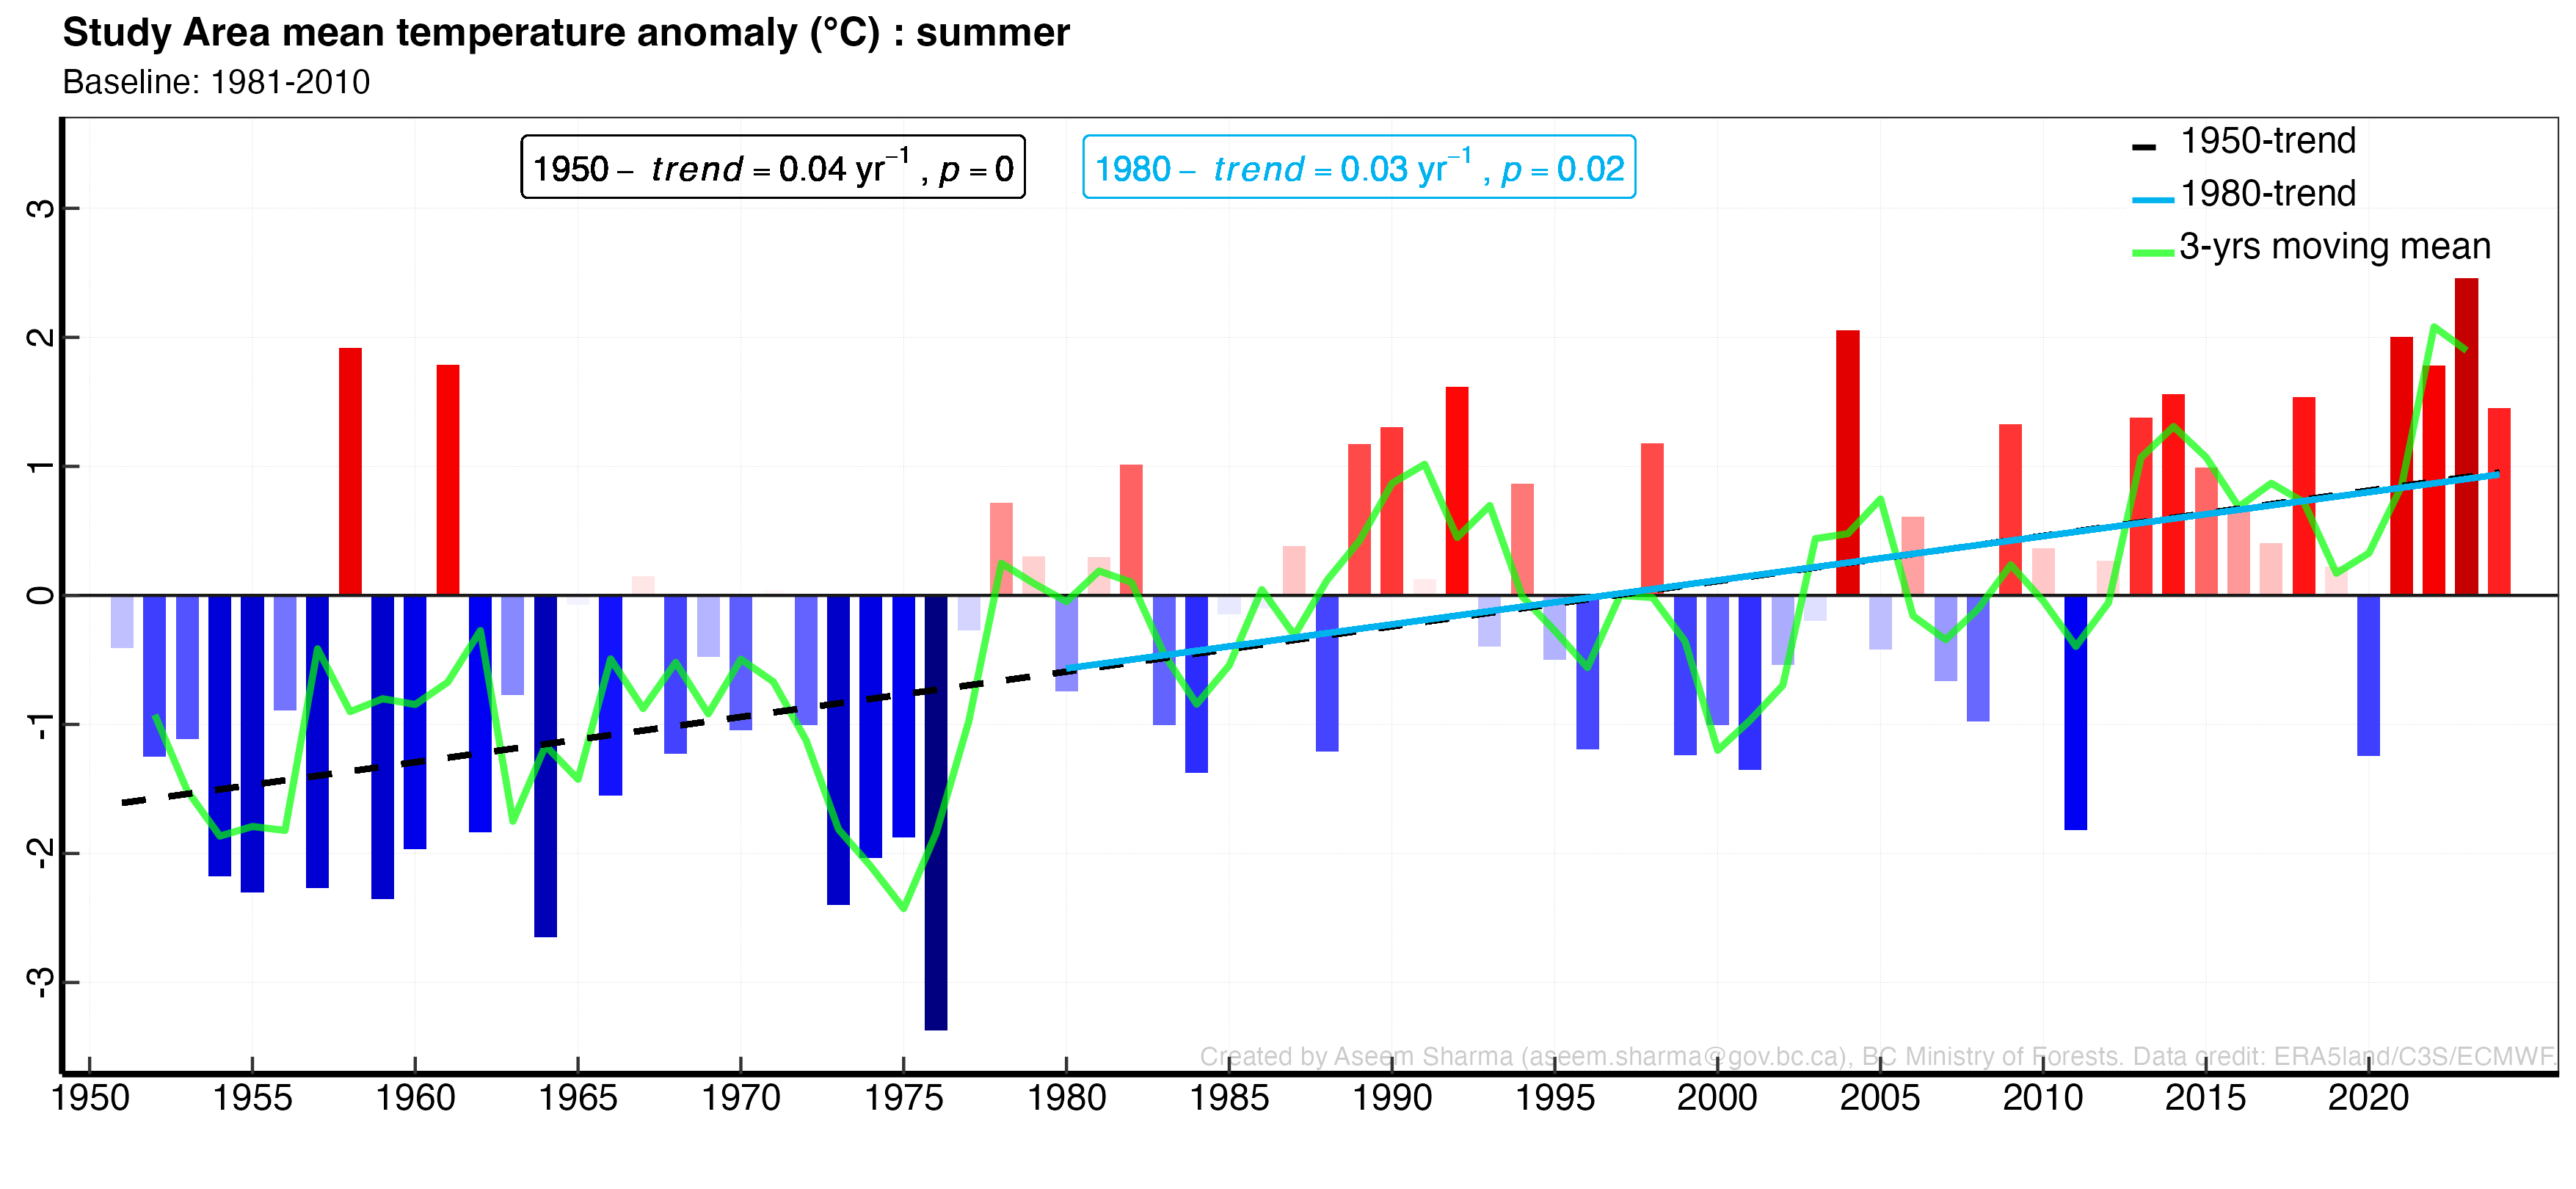 Study Area mean temperature anomaly (°C) : summer
Baseline: 1981-2010
1950 − trend = 0.04 yr⁻¹ , p = 0
1980 − trend = 0.03 yr⁻¹ , p = 0.02
1950-trend
1980-trend
3-yrs moving mean
3
2
1
0
-1
-2
-3
Created by Aseem Sharma (aseem.sharma@gov.bc.ca), BC Ministry of Forests. Data credit: ERA5land/C3S/ECMWF.
1950 1955 1960 1965 1970 1975 1980 1985 1990 1995 2000 2005 2010 2015 2020